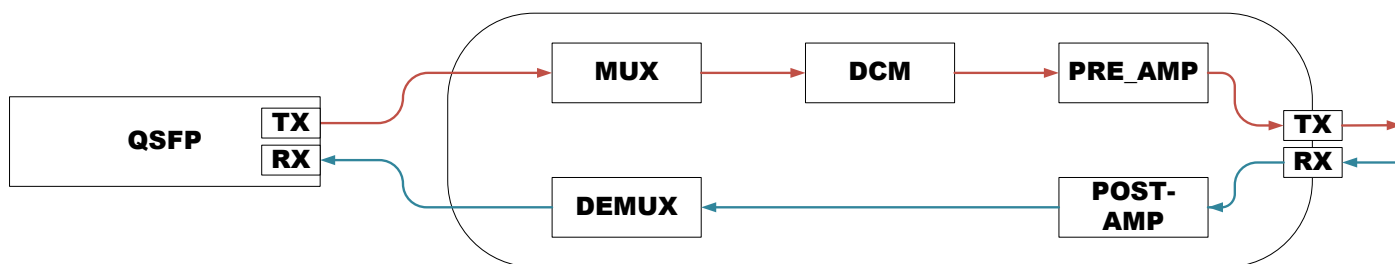 MUX
DCM
PRE_AMP
QSFP
TX
RX
TX
RX
DEMUX
POST-
AMP